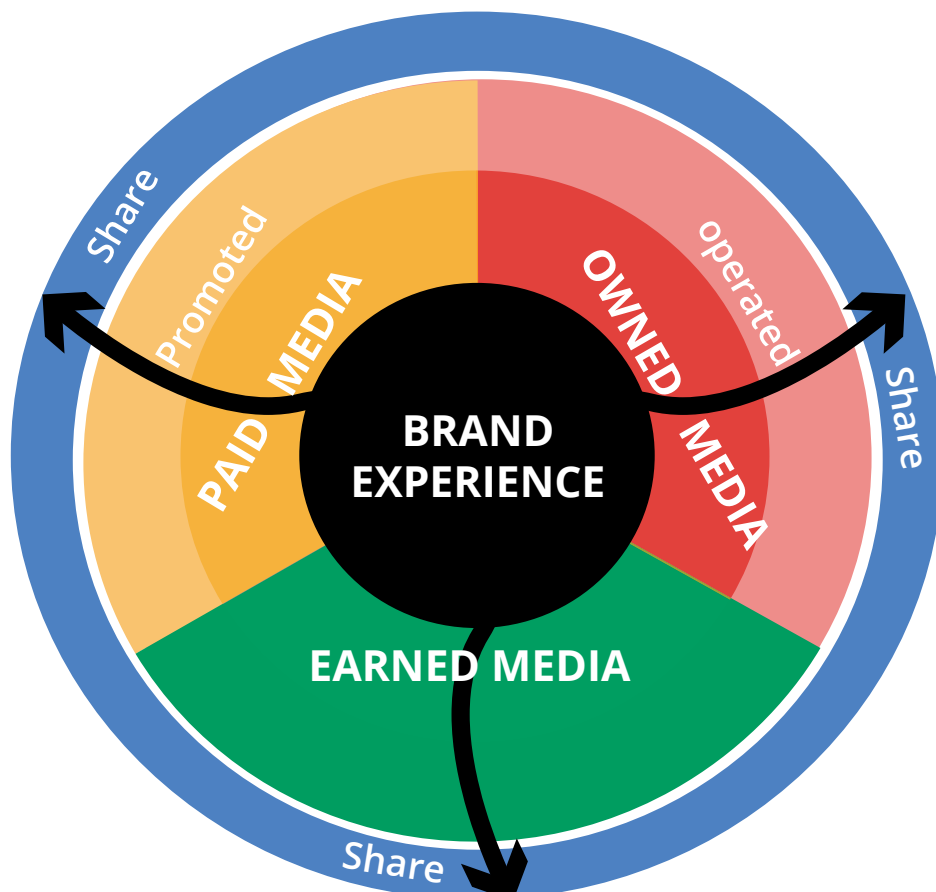 Share
Promoted
PAID MEDIA
OWNED MEDIA
operated
Share
BRAND
EXPERIENCE
EARNED MEDIA
Share